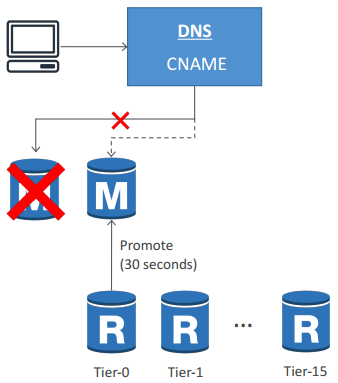 DNS
CNAME
M
M
Promote
(30 seconds)
R
R
...
R
Tier-0
Tier-1
Tier-15